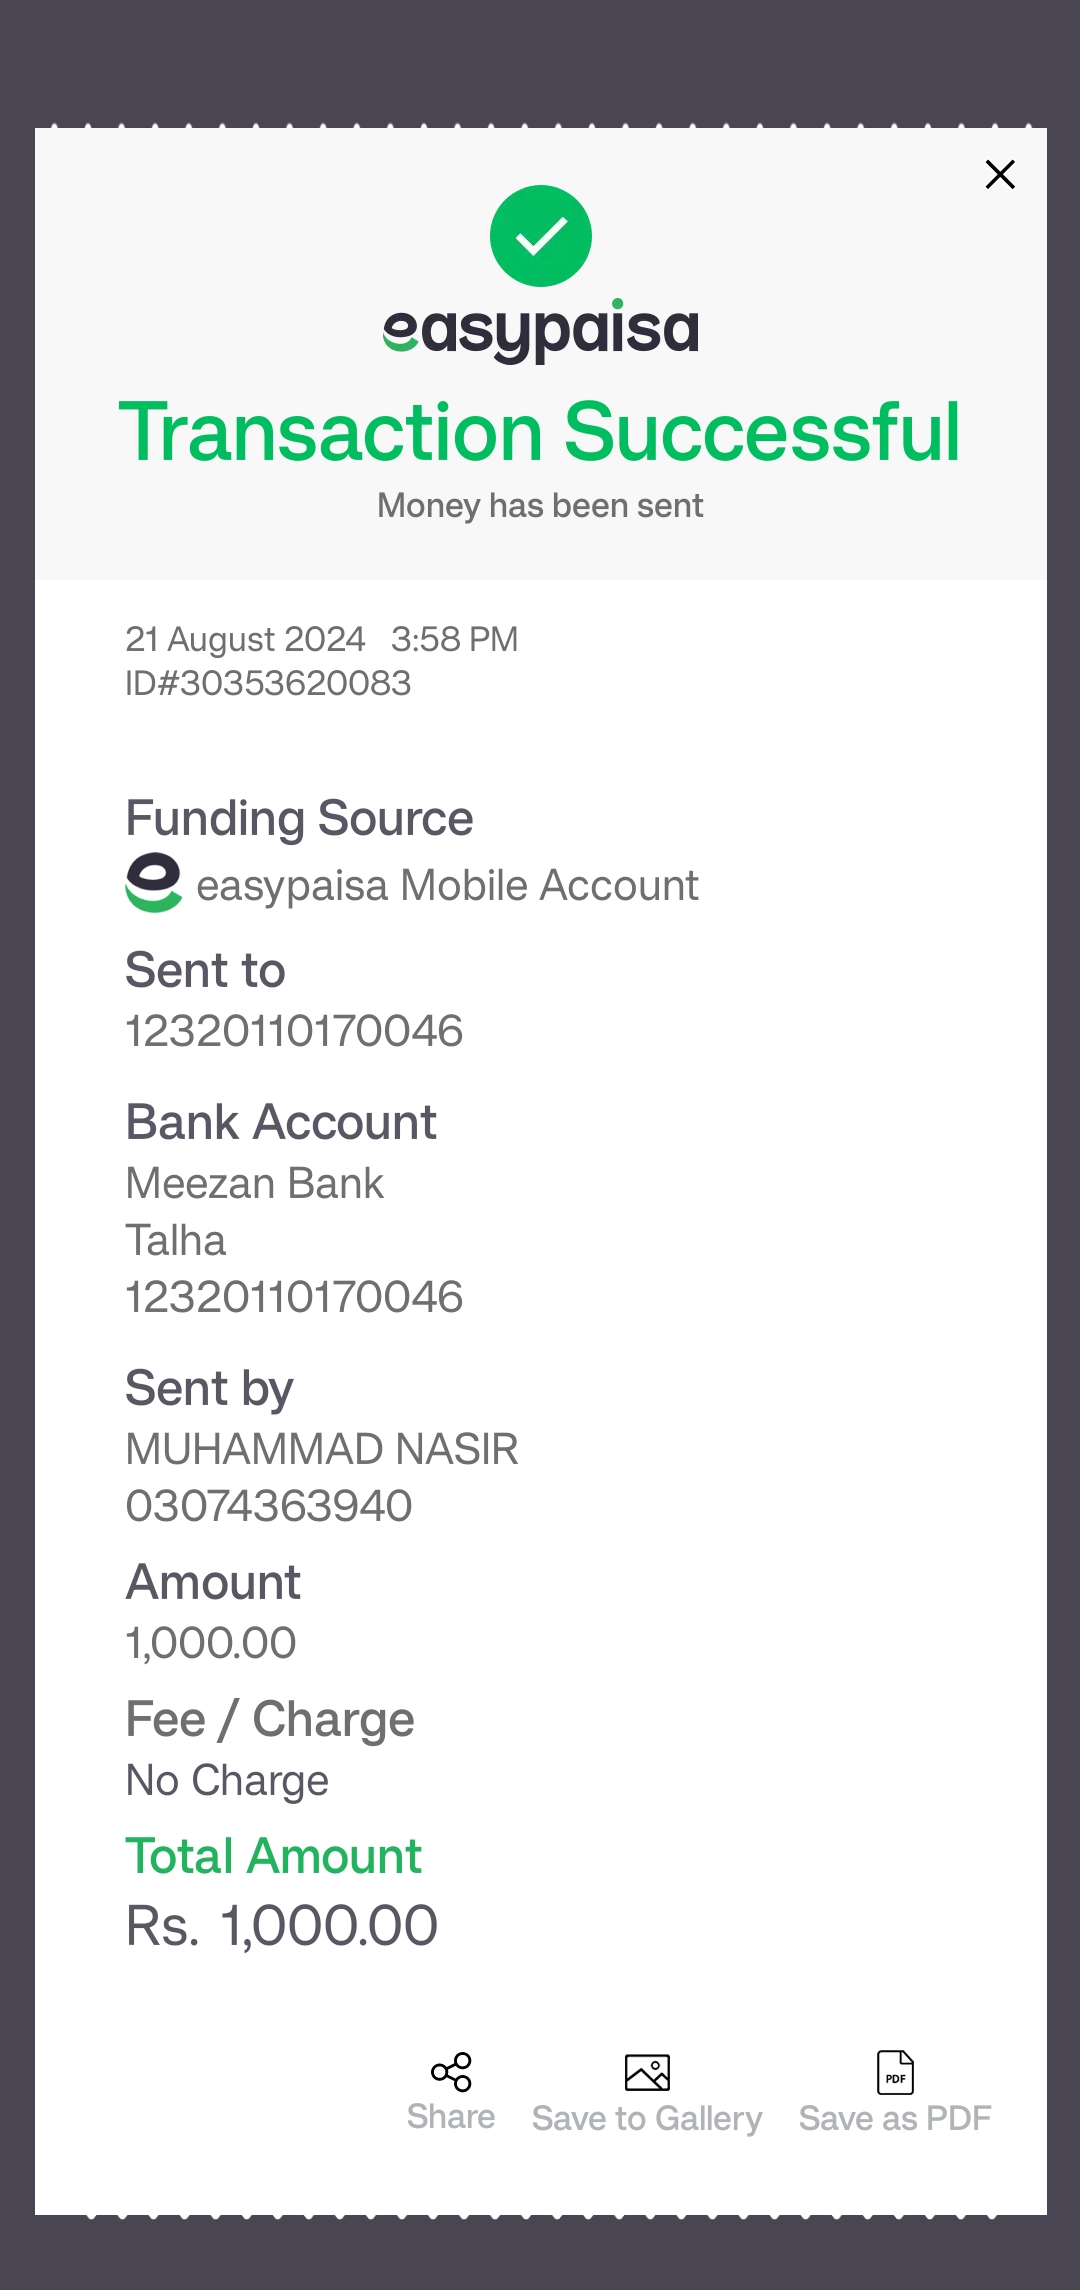 easypaisa
Transaction Successful
Money has been sent
21 August 2024 3:58 PM
ID#30353620083
Funding Source
easypaisa Mobile Account
Sent to
12320110170046
Bank Account
Meezan Bank
Talha
12320110170046
Sent by
MUHAMMAD NASIR
03074363940
Amount
1,000.00
Fee / Charge
No Charge
Total Amount
Rs. 1,000.00
PDF
Share Save to Gallery Save as PDF